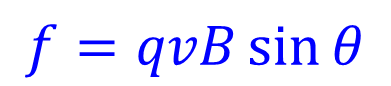 f = qvB sin θ